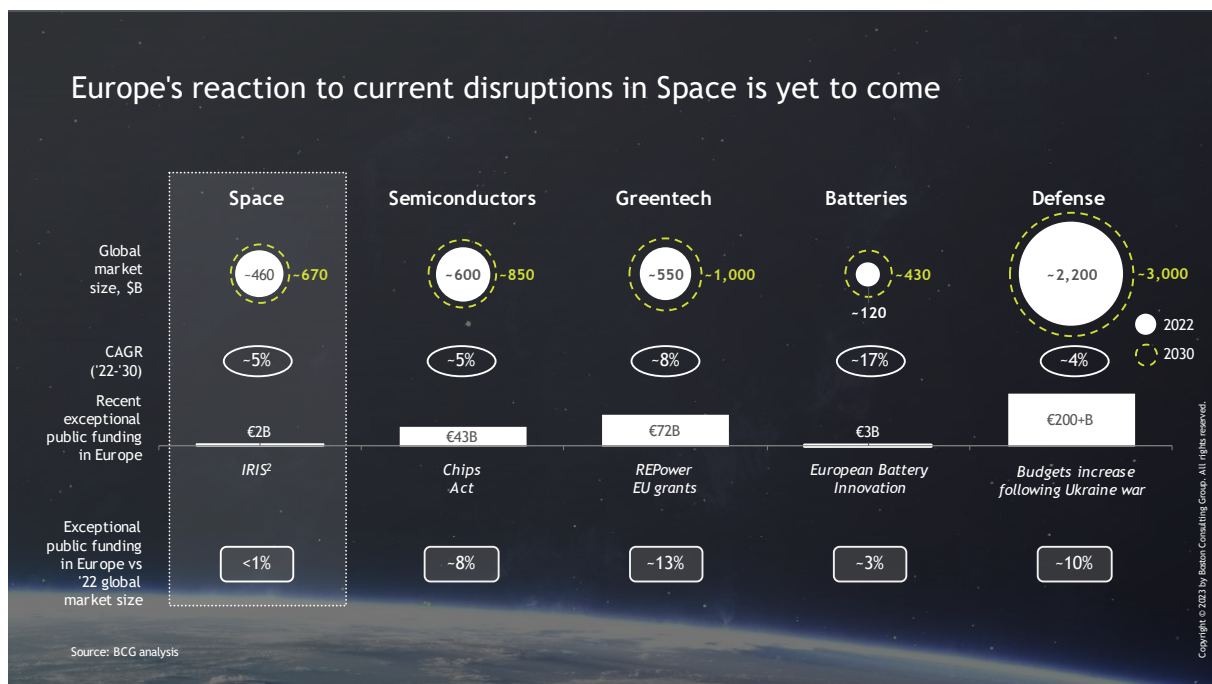 Europe's reaction to current disruptions in Space is yet to come
Space
Semiconductors
Greentech
Batteries
Defense
Global
market
size, $B
~460
~670
~600
~850
~550
~1,000
~430
~120
~2,200
~3,000
2022
2030
CAGR
('22-'30)
~5%
~5%
~8%
~17%
~4%
Recent
exceptional
public funding
in Europe
€2B
€43B
€72B
€3B
€200+B
IRIS²
Chips
Act
REPower
EU grants
European Battery
Innovation
Budgets increase
following Ukraine war
Exceptional
public funding
in Europe vs
'22 global
market size
<1%
~8%
~13%
~3%
~10%
Source: BCG analysis
Copyright © 2023 by Boston Consulting Group. All rights reserved.